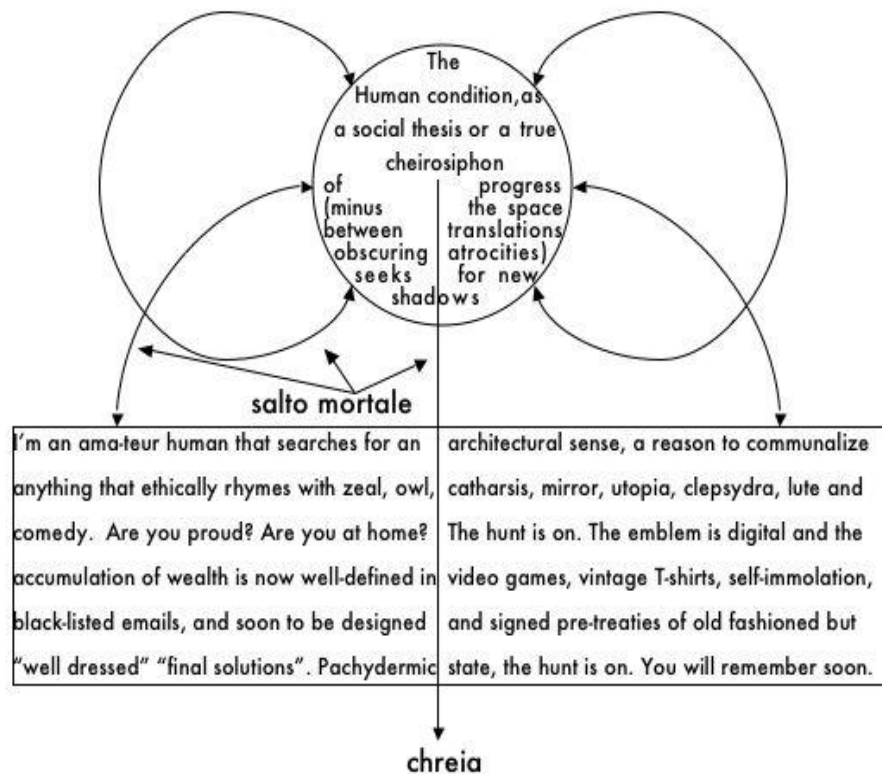 The
Human condition,as
a social thesis or a true
cheirosiphon
of progress
(minus the space
between translations
obscuring atrocities)
seeks for new
shadows
salto mortale
I'm an ama-teur human that searches for an architectural sense, a reason to communalize
anything that ethically rhymes with zeal, owl, catharsis, mirror, utopia, clepsydra, lute and
comedy. Are you proud? Are you at home? The hunt is on. The emblem is digital and the
accumulation of wealth is now well-defined in video games, vintage T-shirts, self-immolation,
black-listed emails, and soon to be designed and signed pre-treaties of old fashioned but
“well dressed” “final solutions”. Pachydermic state, the hunt is on. You will remember soon.
chreia